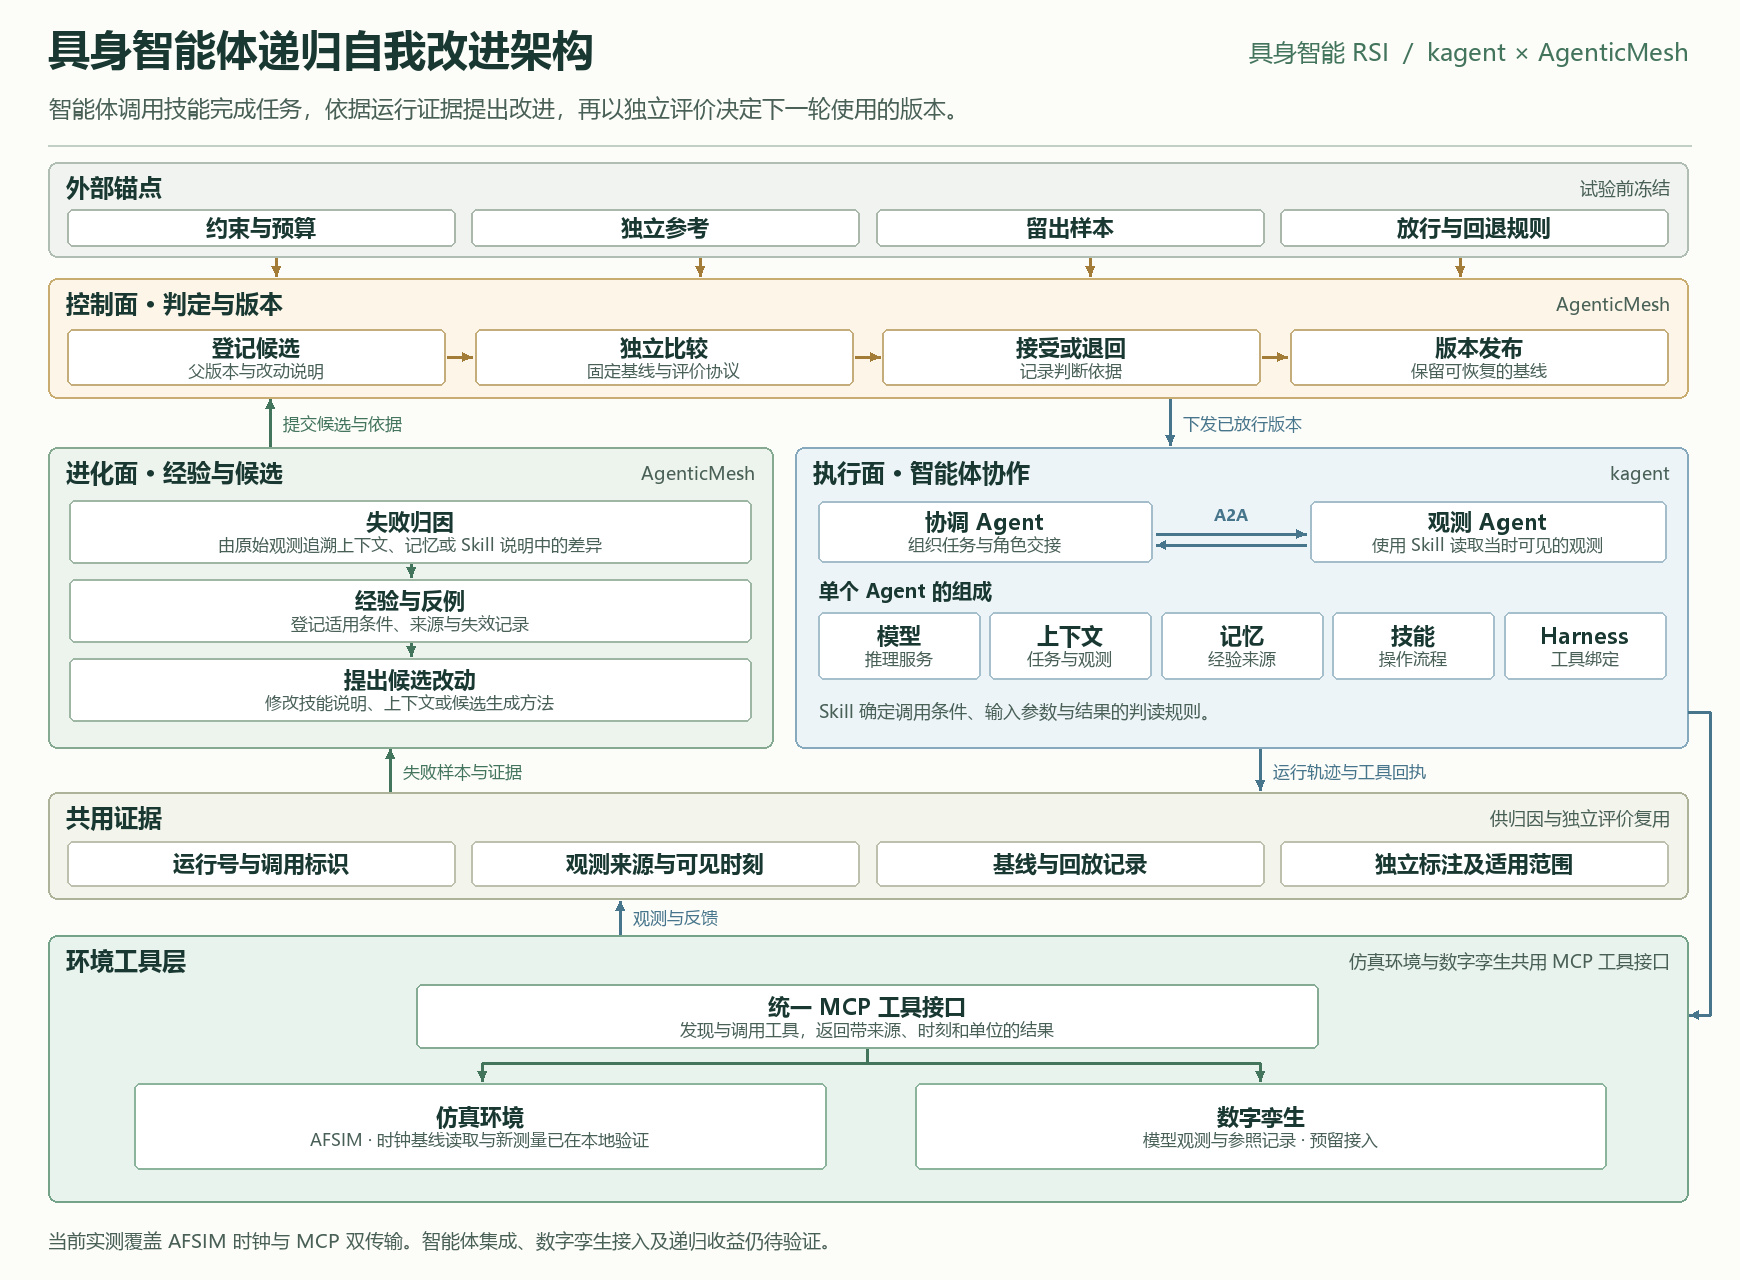 具身智能体递归自我改进架构
具身智能 RSI / kagent × AgenticMesh
智能体调用技能完成任务，依据运行证据提出改进，再以独立评价决定下一轮使用的版本。
外部锚点
试验前冻结
约束与预算
独立参考
留出样本
放行与回退规则
控制面·判定与版本
AgenticMesh
登记候选
父版本与改动说明
独立比较
固定基线与评价协议
接受或退回
记录判断依据
版本发布
保留可恢复的基线
提交候选与依据
下发已放行版本
进化面·经验与候选
AgenticMesh
失败归因
由原始观测追溯上下文、记忆或 Skill 说明中的差异
经验与反例
登记适用条件、来源与失效记录
提出候选改动
修改技能说明、上下文或候选生成方法
执行面·智能体协作
kagent
协调 Agent
组织任务与角色交接
A2A
观测 Agent
使用 Skill 读取当时可见的观测
单个 Agent 的组成
模型
推理服务
上下文
任务与观测
记忆
经验来源
技能
操作流程
Harness
工具绑定
Skill 确定调用条件、输入参数与结果的判读规则。
失败样本与证据
运行轨迹与工具回执
共用证据
供归因与独立评价复用
运行号与调用标识
观测来源与可见时刻
基线与回放记录
独立标注及适用范围
观测与反馈
环境工具层
仿真环境与数字孪生共用 MCP 工具接口
统一 MCP 工具接口
发现与调用工具，返回带来源、时刻和单位的结果
仿真环境
AFSIM · 时钟基线读取与新测量已在本地验证
数字孪生
模型观测与参照记录 · 预留接入
当前实测覆盖 AFSIM 时钟与 MCP 双传输。智能体集成、数字孪生接入及递归收益仍待验证。